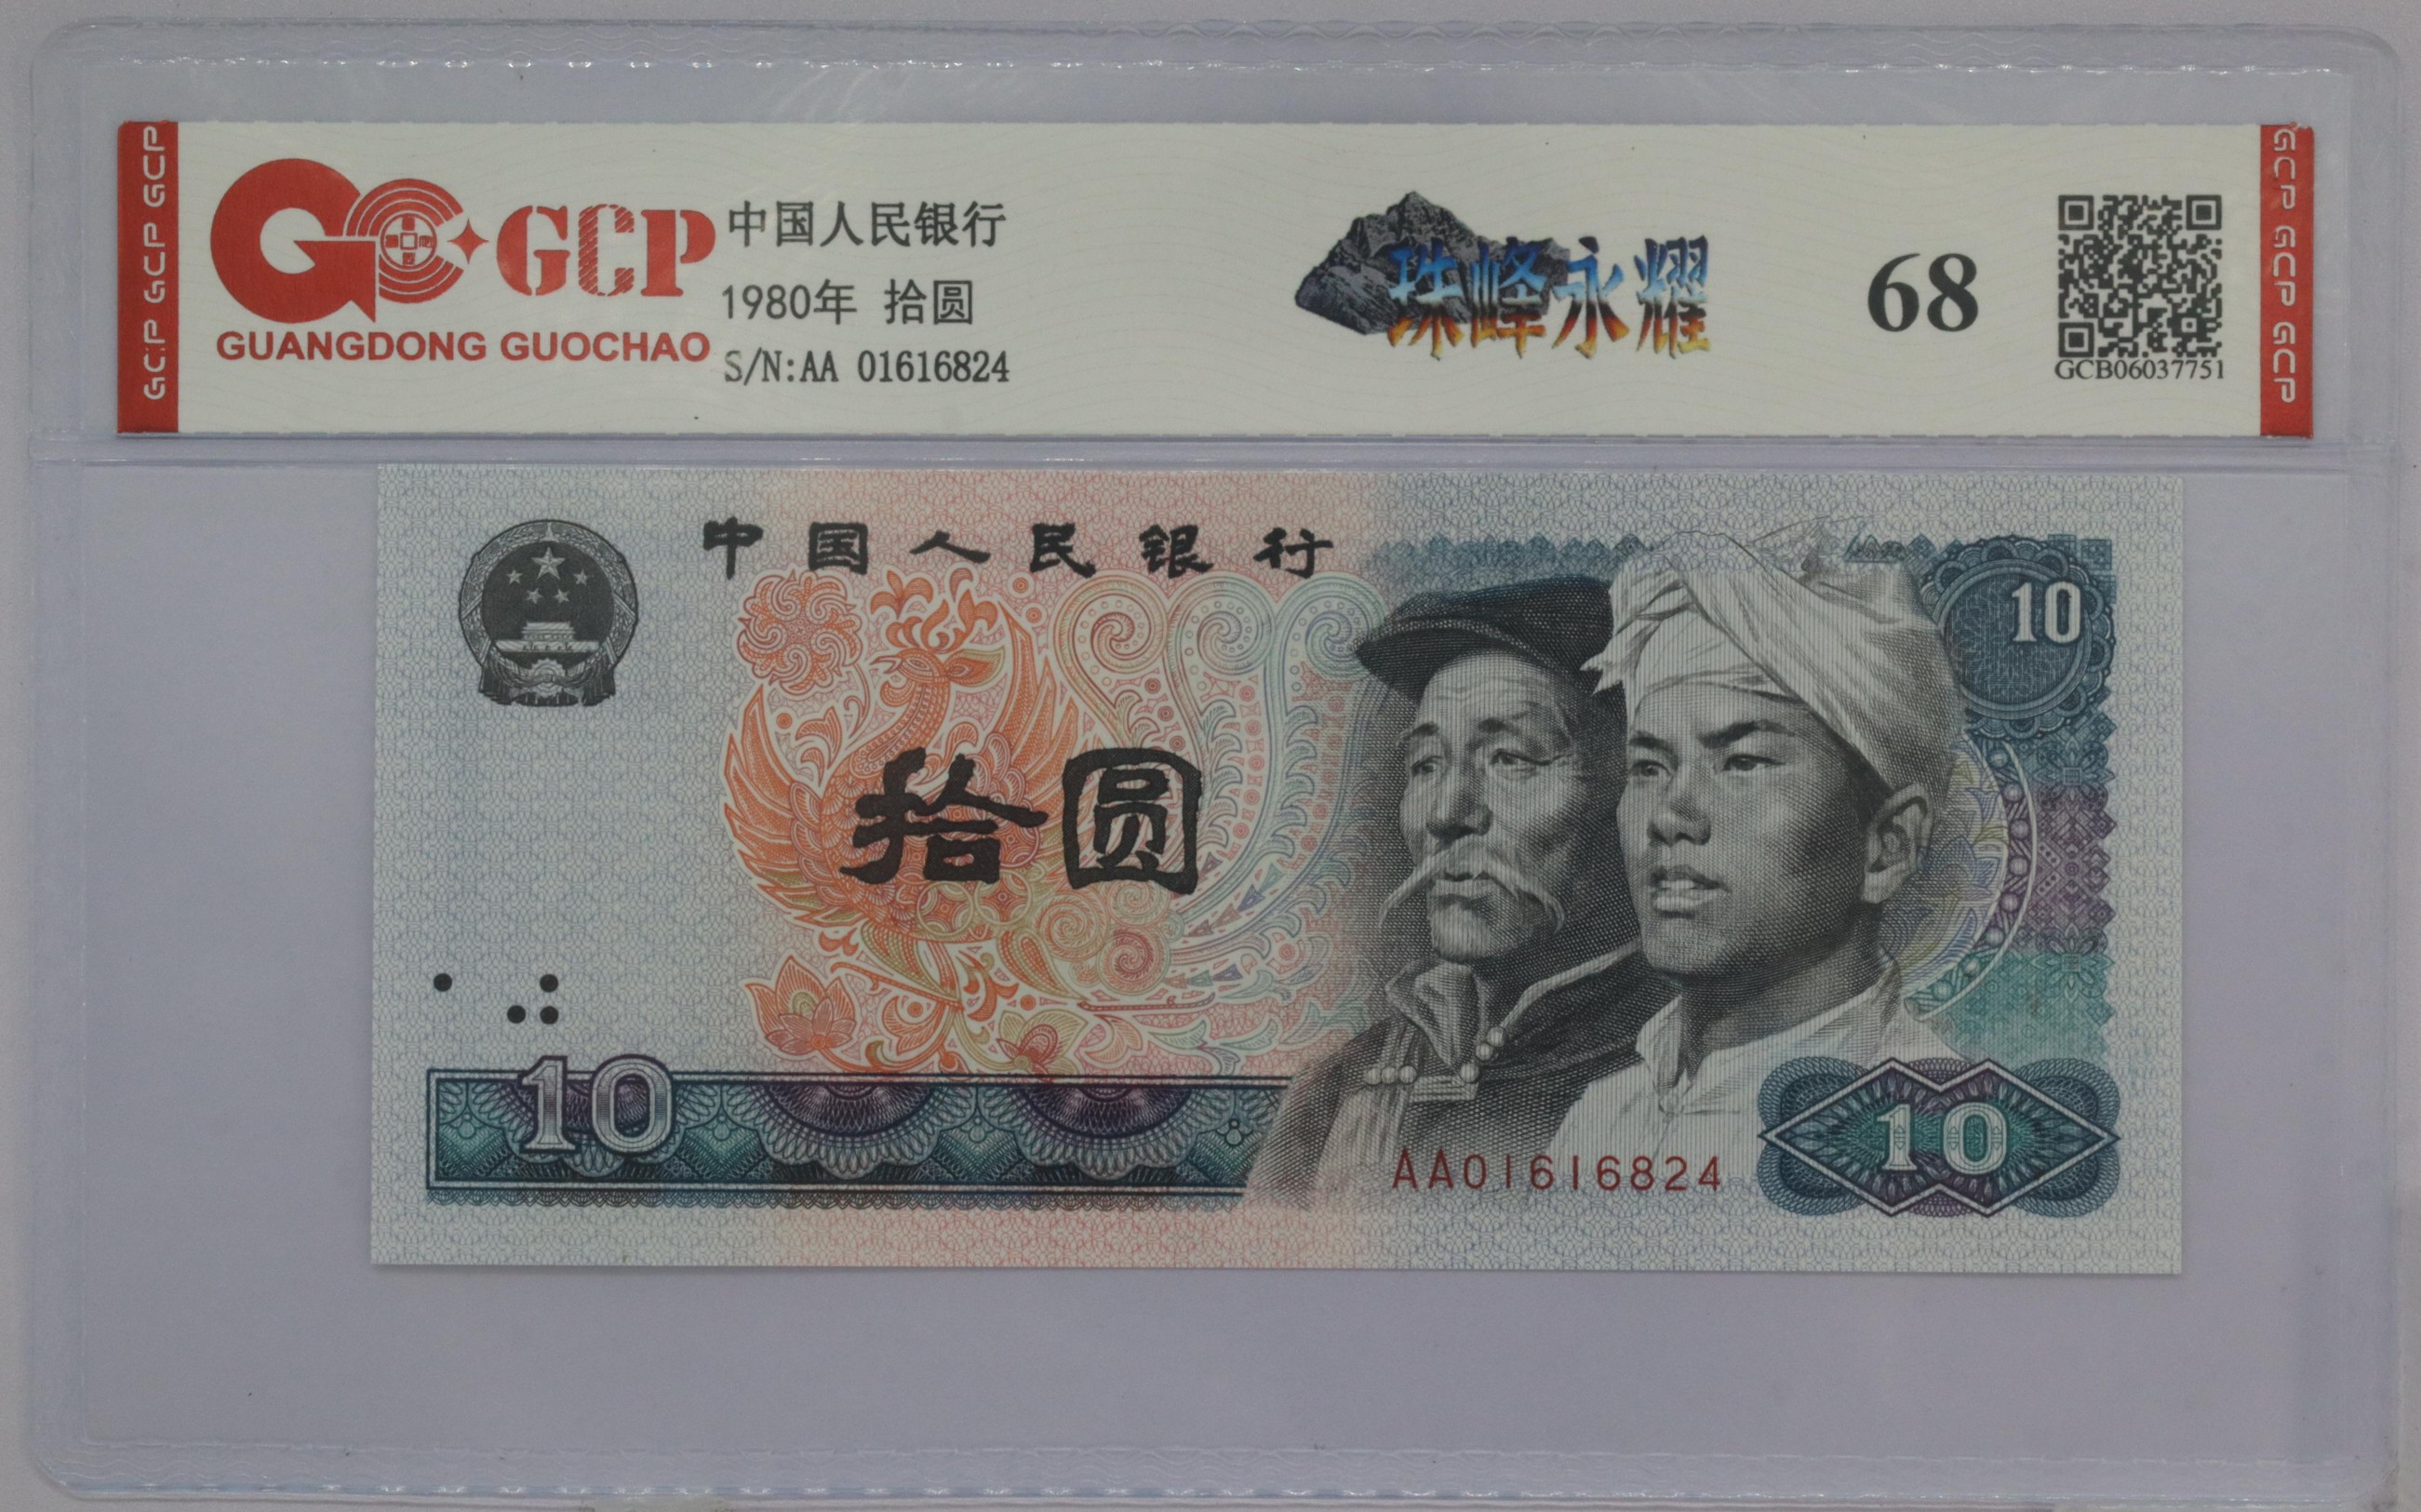 GCP GCP GCP
GCP
GUANGDONG GUOCHAO
中国人民银行
1980年 拾圆
S/N:AA 01616824
珠峰永耀
68
GCB06037751
GCP GCP GCP
中国人民银行
10
拾圆
10
AA01616824
10